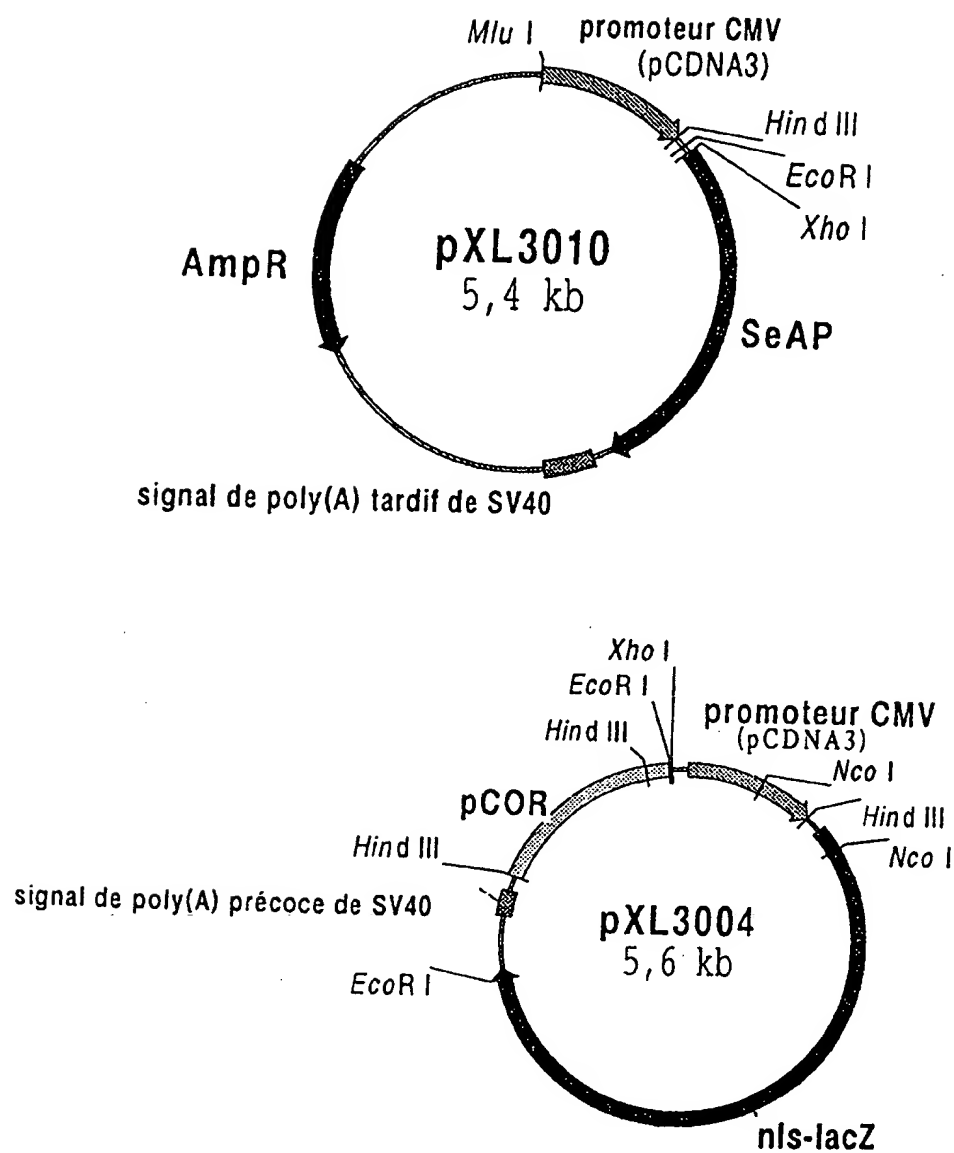 Mlu I
promoteur CMV
(pCDNA3)
Hind III
EcoR I
Xho I
AmpR
pXL3010
5,4 kb
SeAP
signal de poly(A) tardif de SV40
Xho I
EcoR I
promoteur CMV
(pCDNA3)
Hind III
Nco I
pCOR
Hind III
Hind III
Nco I
signal de poly(A) précoce de SV40
pXL3004
5,6 kb
EcoR I
nls-lacZ